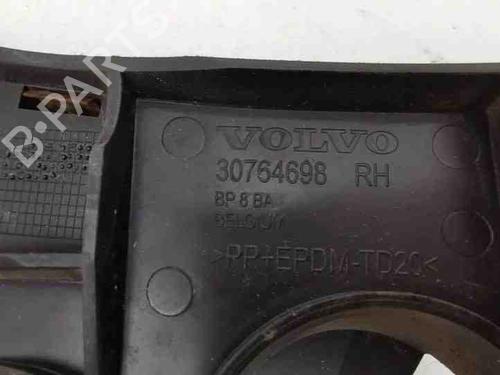 VOLVO
30764698 RH
BP 8 BA
BELGIUM
>PP+EPDM-TD20<
B-PARTS